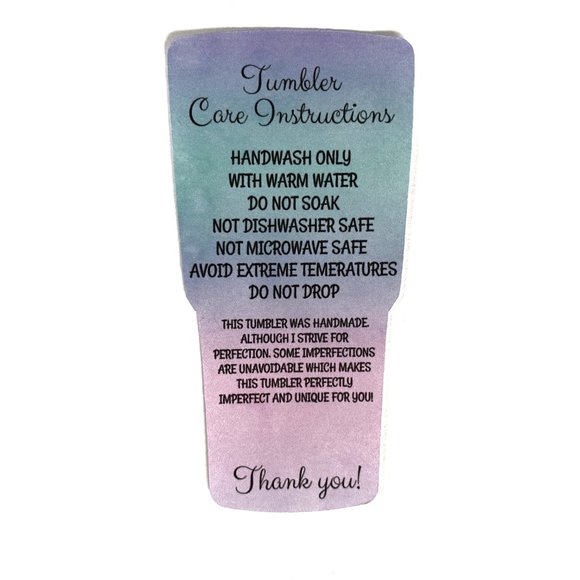 Tumbler
Care Instructions
HANDWASH ONLY
WITH WARM WATER
DO NOT SOAK
NOT DISHWASHER SAFE
NOT MICROWAVE SAFE
AVOID EXTREME TEMERATURES
DO NOT DROP
THIS TUMBLER WAS HANDMADE.
ALTHOUGH I STRIVE FOR
PERFECTION. SOME IMPERFECTIONS
ARE UNAVOIDABLE WHICH MAKES
THIS TUMBLER PERFECTLY
IMPERFECT AND UNIQUE FOR YOU!
Thank you!